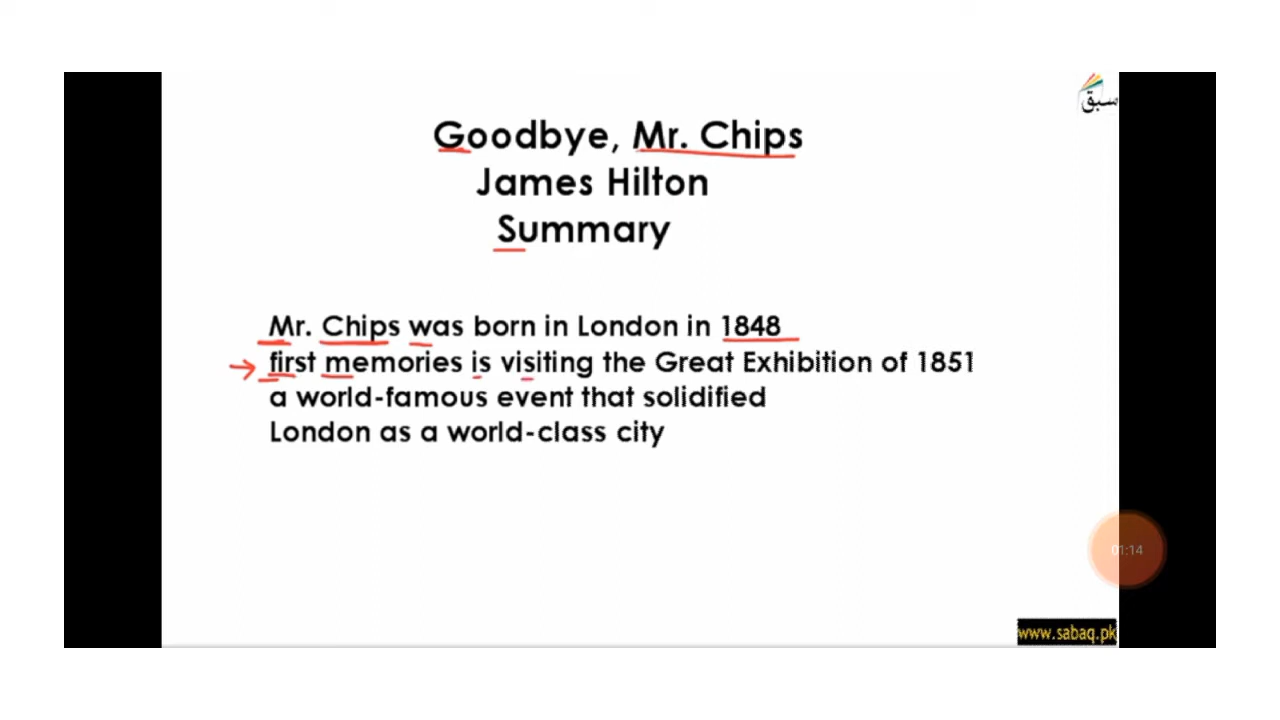 سبق
Goodbye, Mr. Chips
James Hilton
Summary
Mr. Chips was born in London in 1848
first memories is visiting the Great Exhibition of 1851
a world-famous event that solidified
London as a world-class city
01:14
www.sabaq.pk